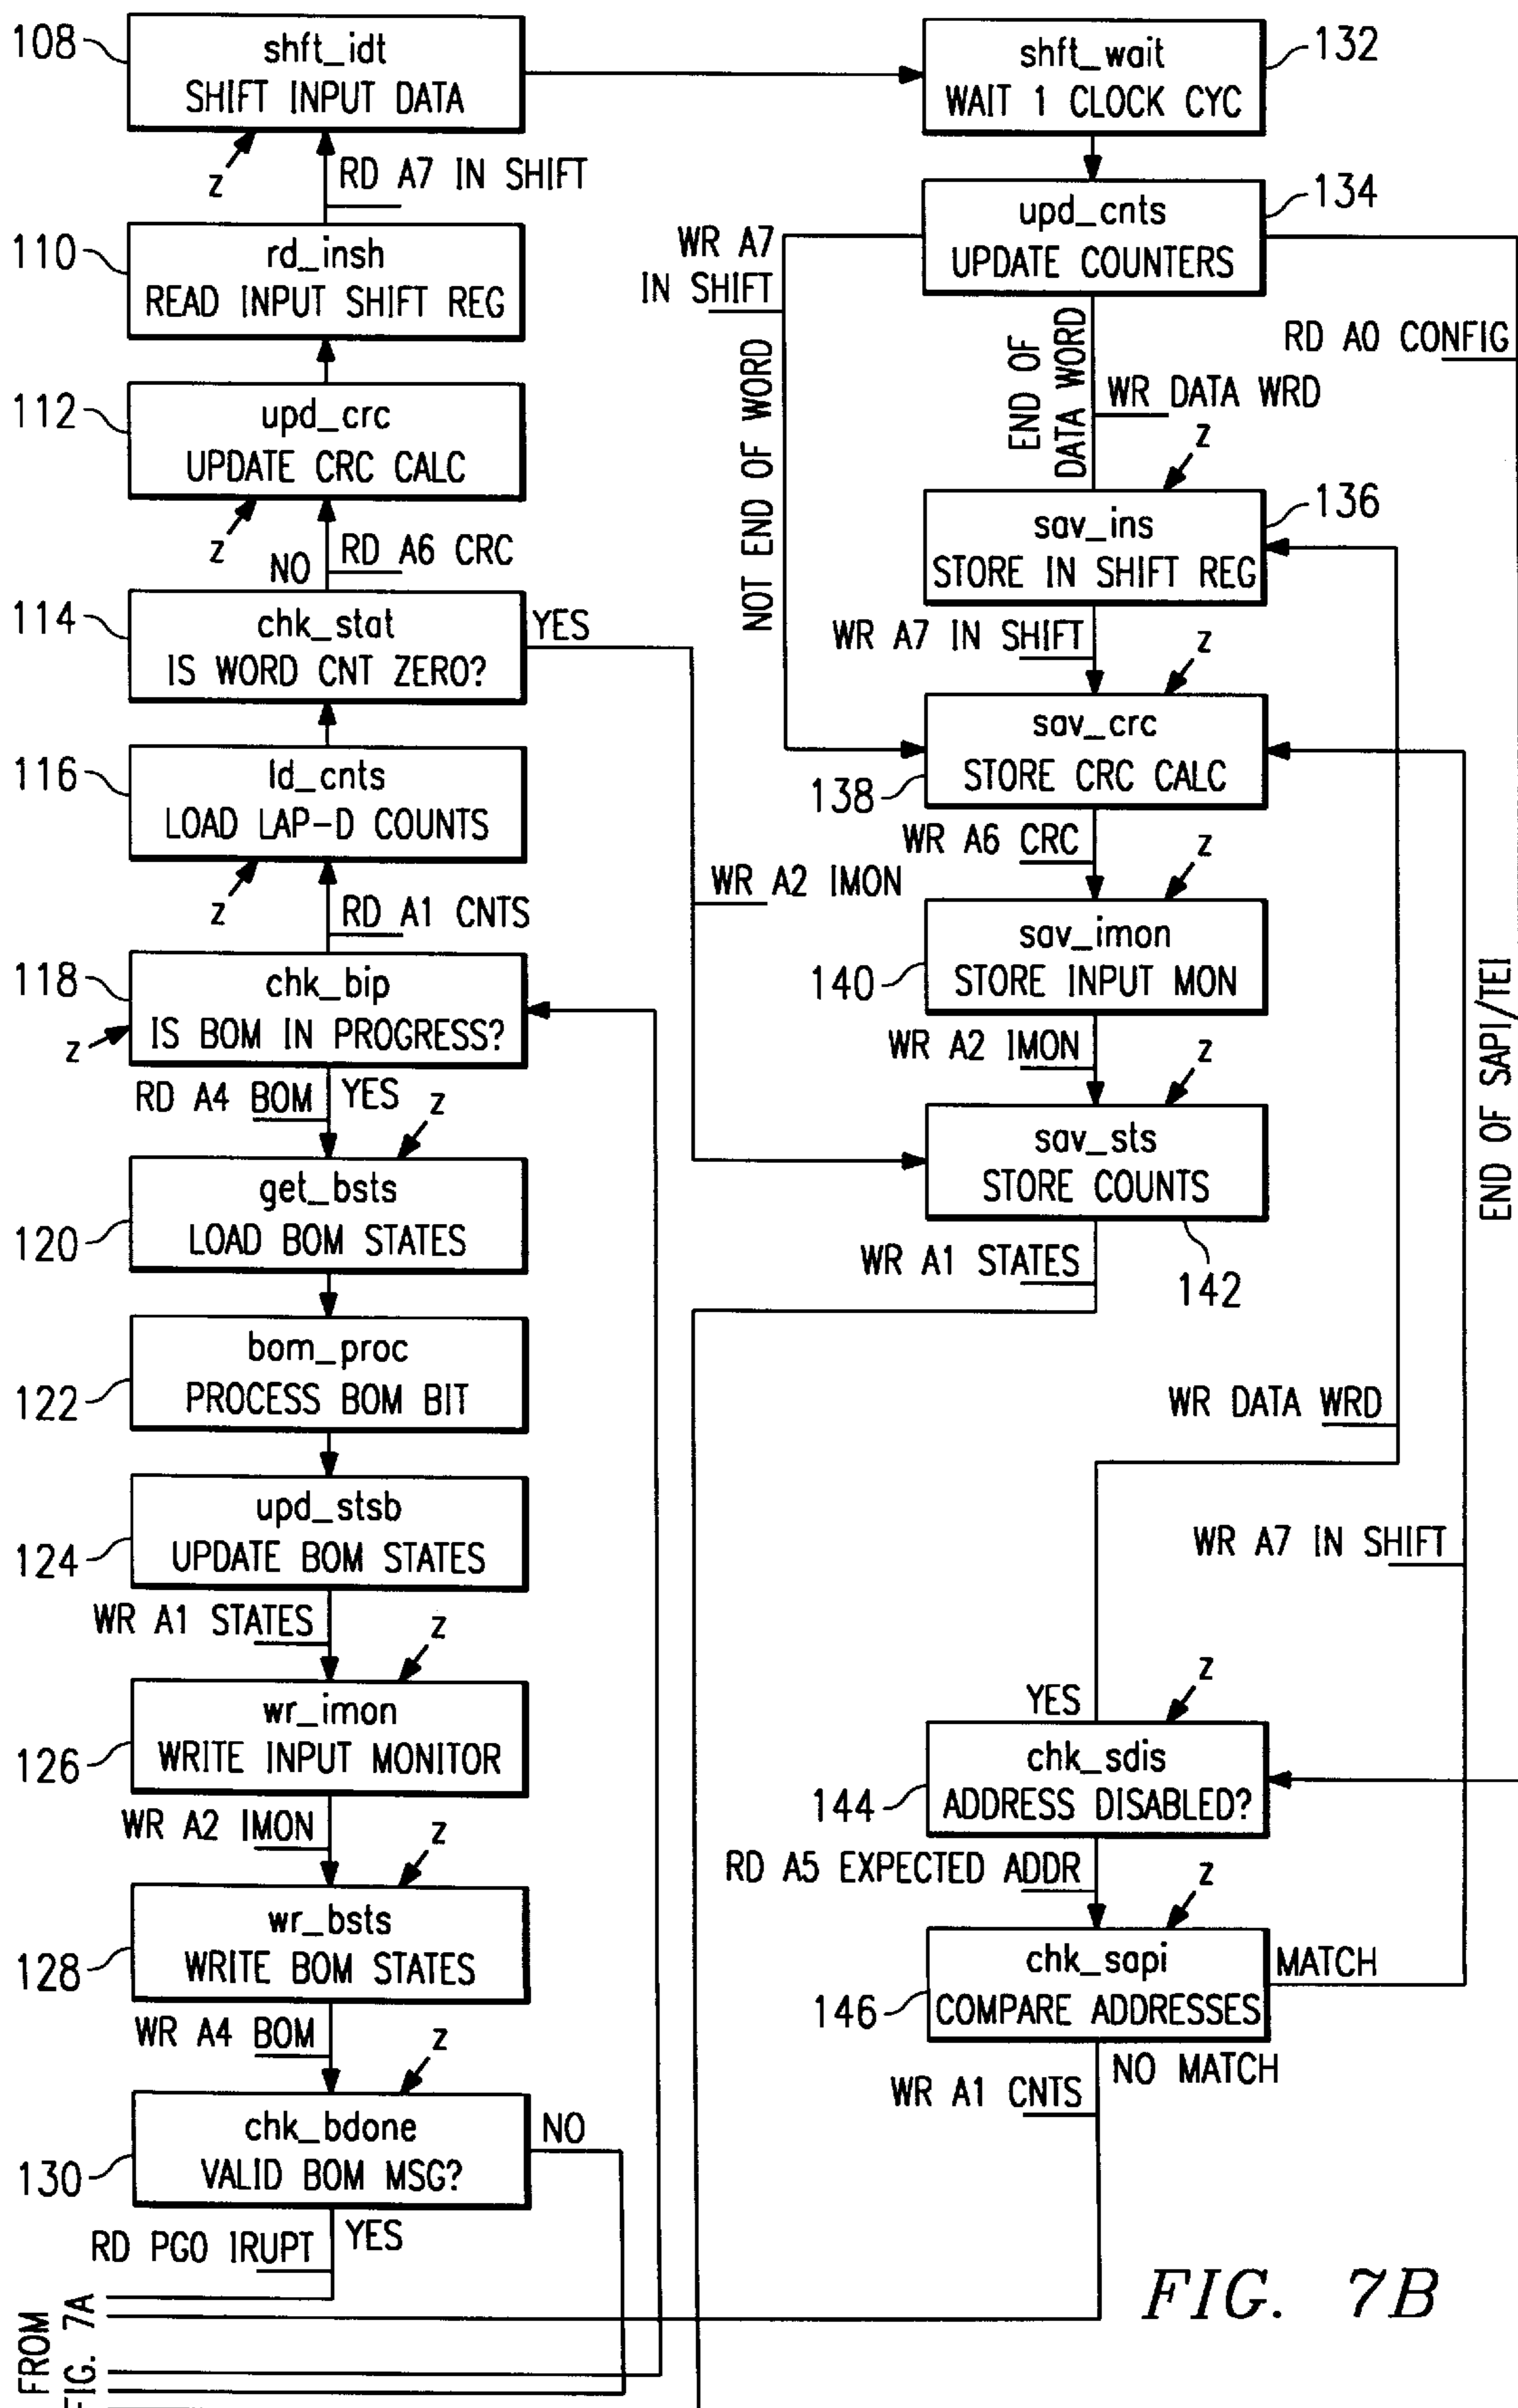 108
shft_idt
SHIFT INPUT DATA
z
RD A7 IN SHIFT
110
rd_insh
READ INPUT SHIFT REG
112
upd_crc
UPDATE CRC CALC
z
NO
RD A6 CRC
114
chk_stat
IS WORD CNT ZERO?
YES
116
ld_cnts
LOAD LAP-D COUNTS
z
RD A1 CNTS
WR A2 IMON
118
chk_bip
IS BOM IN PROGRESS?
z
RD A4 BOM
YES
z
120
get_bsts
LOAD BOM STATES
122
bom_proc
PROCESS BOM BIT
124
upd_stsb
UPDATE BOM STATES
WR A1 STATES
z
126
wr_imon
WRITE INPUT MONITOR
WR A2 IMON
z
128
wr_bsts
WRITE BOM STATES
WR A4 BOM
z
130
chk_bdone
VALID BOM MSG?
NO
RD PG0 IRUPT
YES
FROM
FIG. 7A
shft_wait
WAIT 1 CLOCK CYC
132
upd_cnts
UPDATE COUNTERS
134
WR A7
IN SHIFT
NOT END OF WORD
END OF
DATA WORD
WR DATA WRD
RD A0 CONFIG
z
sav_ins
STORE IN SHIFT REG
136
WR A7 IN SHIFT
z
sav_crc
STORE CRC CALC
138
WR A6 CRC
z
sav_imon
STORE INPUT MON
140
WR A2 IMON
z
sav_sts
STORE COUNTS
142
WR A1 STATES
END OF SAPI/TEI
WR DATA WRD
WR A7 IN SHIFT
YES
z
chk_sdis
ADDRESS DISABLED?
144
RD A5 EXPECTED ADDR
z
chk_sapi
COMPARE ADDRESSES
146
MATCH
NO MATCH
WR A1 CNTS
FIG. 7B